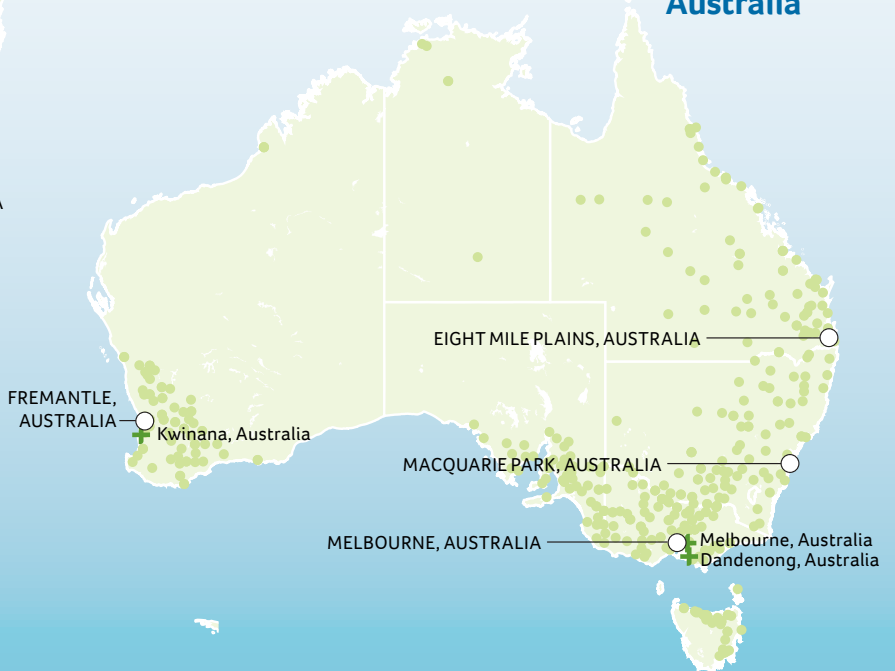 Australia
EIGHT MILE PLAINS, AUSTRALIA
FREMANTLE,
AUSTRALIA
Kwinana, Australia
MACQUARIE PARK, AUSTRALIA
MELBOURNE, AUSTRALIA
Melbourne, Australia
Dandenong, Australia